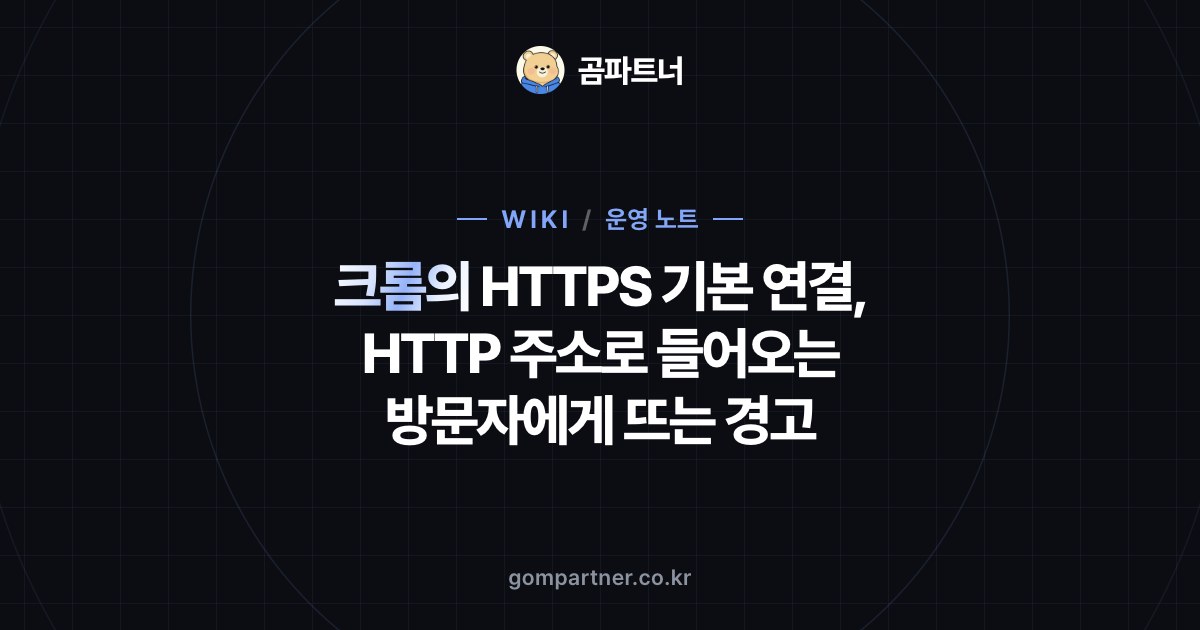 곰파트너
WIKI / 운영 노트
크롬의 HTTPS 기본 연결,
HTTP 주소로 들어오는
방문자에게 뜨는 경고
gompartner.co.kr